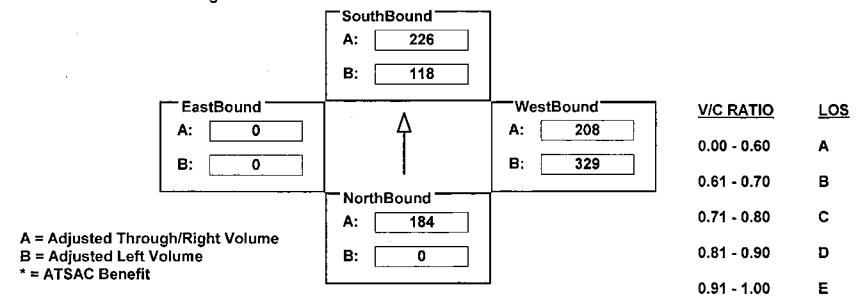 SouthBound
A: 226
B: 118
EastBound
A: 0
B: 0
WestBound
A: 208
B: 329
NorthBound
A: 184
B: 0
A = Adjusted Through/Right Volume
B = Adjusted Left Volume
* = ATSAC Benefit
V/C RATIO LOS
0.00 - 0.60 A
0.61 - 0.70 B
0.71 - 0.80 C
0.81 - 0.90 D
0.91 - 1.00 E